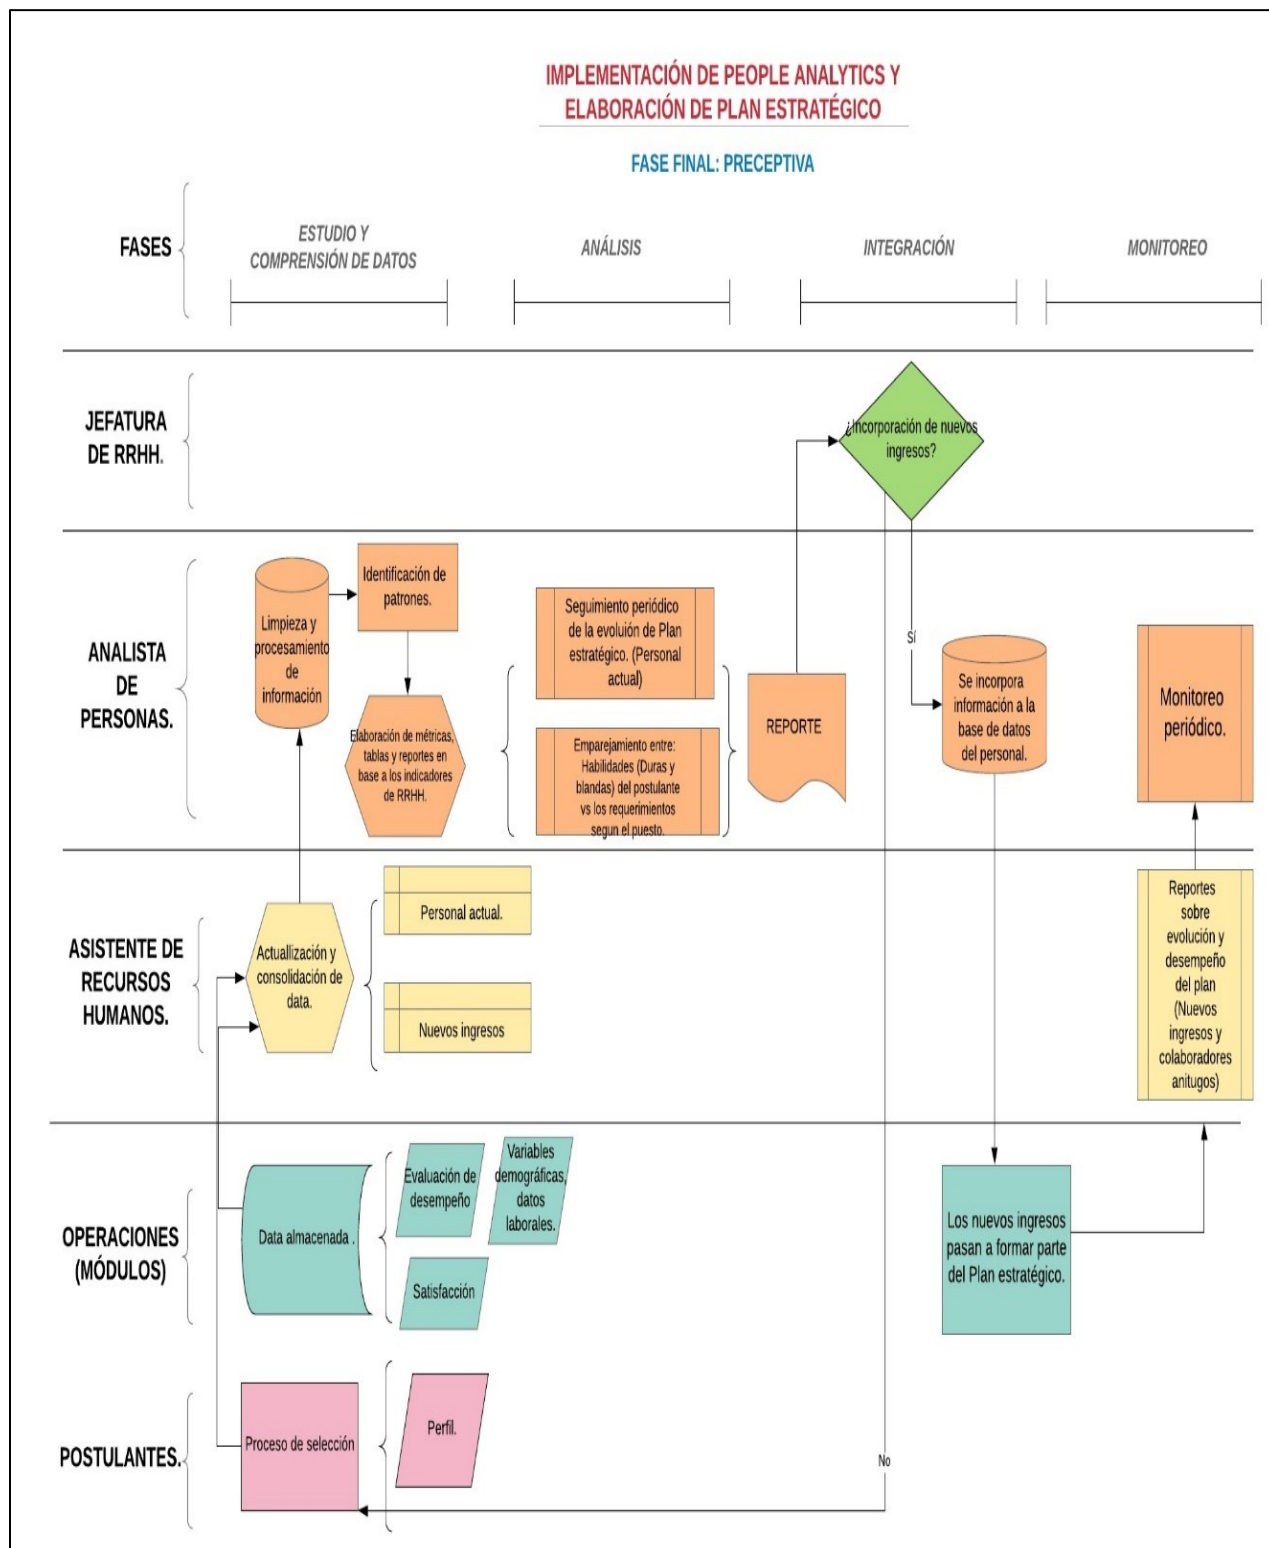 IMPLEMENTACIÓN DE PEOPLE ANALYTICS Y
ELABORACIÓN DE PLAN ESTRATÉGICO
FASE FINAL: PRECEPTIVA
FASES
ESTUDIO Y
COMPRENSIÓN DE DATOS
ANÁLISIS
INTEGRACIÓN
MONITOREO
JEFATURA
DE RRHH.
¿Incorporación de nuevos
ingresos?
ANALISTA
DE
PERSONAS.
Limpieza y
procesamiento
de
información
Identificación de
patrones.
Elaboración de métricas,
tablas y reportes en
base a los indicadores
de RRHH.
Seguimiento periódico
de la evoluión de Plan
estratégico. (Personal
actual)
Emparejamiento entre:
Habilidades (Duras y
blandas) del postulante
vs los requerimientos
segun el puesto.
REPORTE
Sí
Se incorpora
información a la
base de datos
del personal.
Monitoreo
periódico.
ASISTENTE DE
RECURSOS
HUMANOS.
Actuallización y
consolidación de
data.
Personal actual.
Nuevos ingresos
Reportes
sobre
evolución y
desempeño
del plan
(Nuevos
ingresos y
colaboradores
anitugos)
OPERACIONES
(MÓDULOS)
Data almacenada .
Evaluación de
desempeño
Variables
demográficas,
datos
laborales.
Satisfacción
Los nuevos ingresos
pasan a formar parte
del Plan estratégico.
POSTULANTES.
Proceso de selección
Perfil.
No